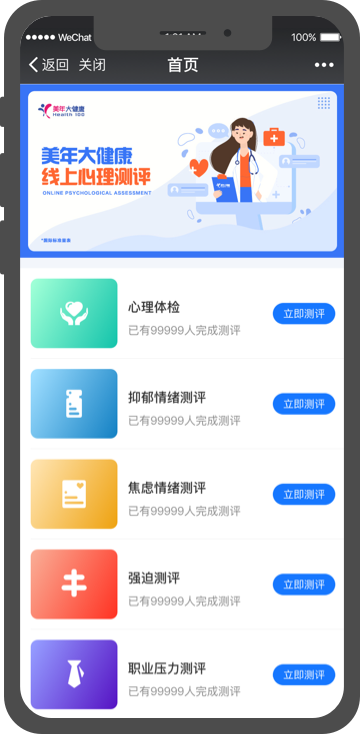 WeChat
100%
返回 关闭 首页
美年大健康
Health 100
美年大健康
线上心理测评
ONLINE PSYCHOLOGICAL ASSESSMENT
*国际标准量表
心理体检
已有99999人完成测评
立即测评
抑郁情绪测评
已有99999人完成测评
立即测评
焦虑情绪测评
已有99999人完成测评
立即测评
强迫测评
已有99999人完成测评
立即测评
职业压力测评
已有99999人完成测评
立即测评